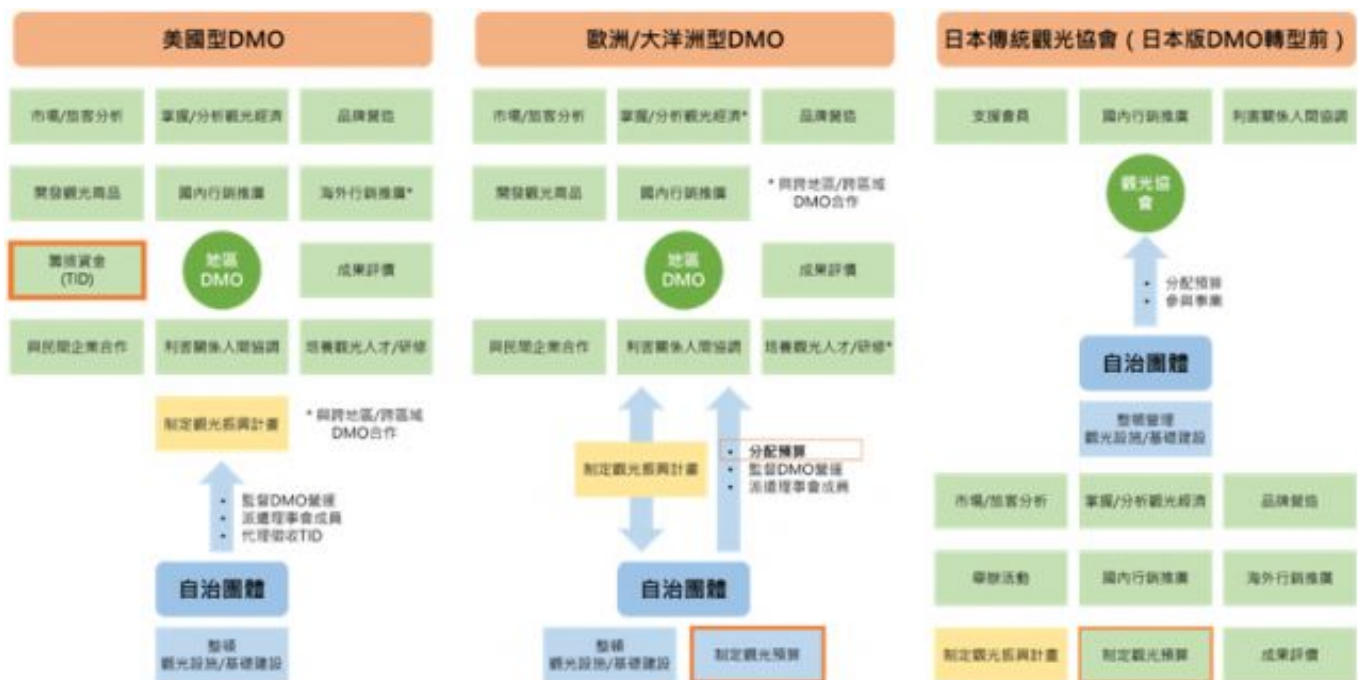 美國型DMO
市場/旅客分析
掌握/分析觀光經濟
品牌營造
開發觀光商品
國內行銷推廣
海外行銷推廣*
籌措資金
(TID)
地區
DMO
成果評價
與民間企業合作
利害關係人間協調
培養觀光人才/研修
制定觀光振興計畫
*與跨地區/跨區域
DMO合作
• 監督DMO營運
• 派遣理事會成員
• 代理徵收TID
自治團體
整頓
觀光設施/基礎建設
歐洲/大洋洲型DMO
市場/旅客分析
掌握/分析觀光經濟*
品牌營造
開發觀光商品
國內行銷推廣
*與跨地區/跨區域
DMO合作
地區
DMO
成果評價
與民間企業合作
利害關係人間協調
培養觀光人才/研修*
制定觀光振興計畫
• 分配預算
• 監督DMO營運
• 派遣理事會成員
自治團體
整頓
觀光設施/基礎建設
制定觀光預算
日本傳統觀光協會（日本版DMO轉型前）
支援會員
國內行銷推廣
利害關係人間協調
觀光協
會
• 分配預算
• 參與事業
自治團體
整頓管理
觀光設施/基礎建設
市場/旅客分析
掌握/分析觀光經濟
品牌營造
舉辦活動
國內行銷推廣
海外行銷推廣
制定觀光振興計畫
制定觀光預算
成果評價